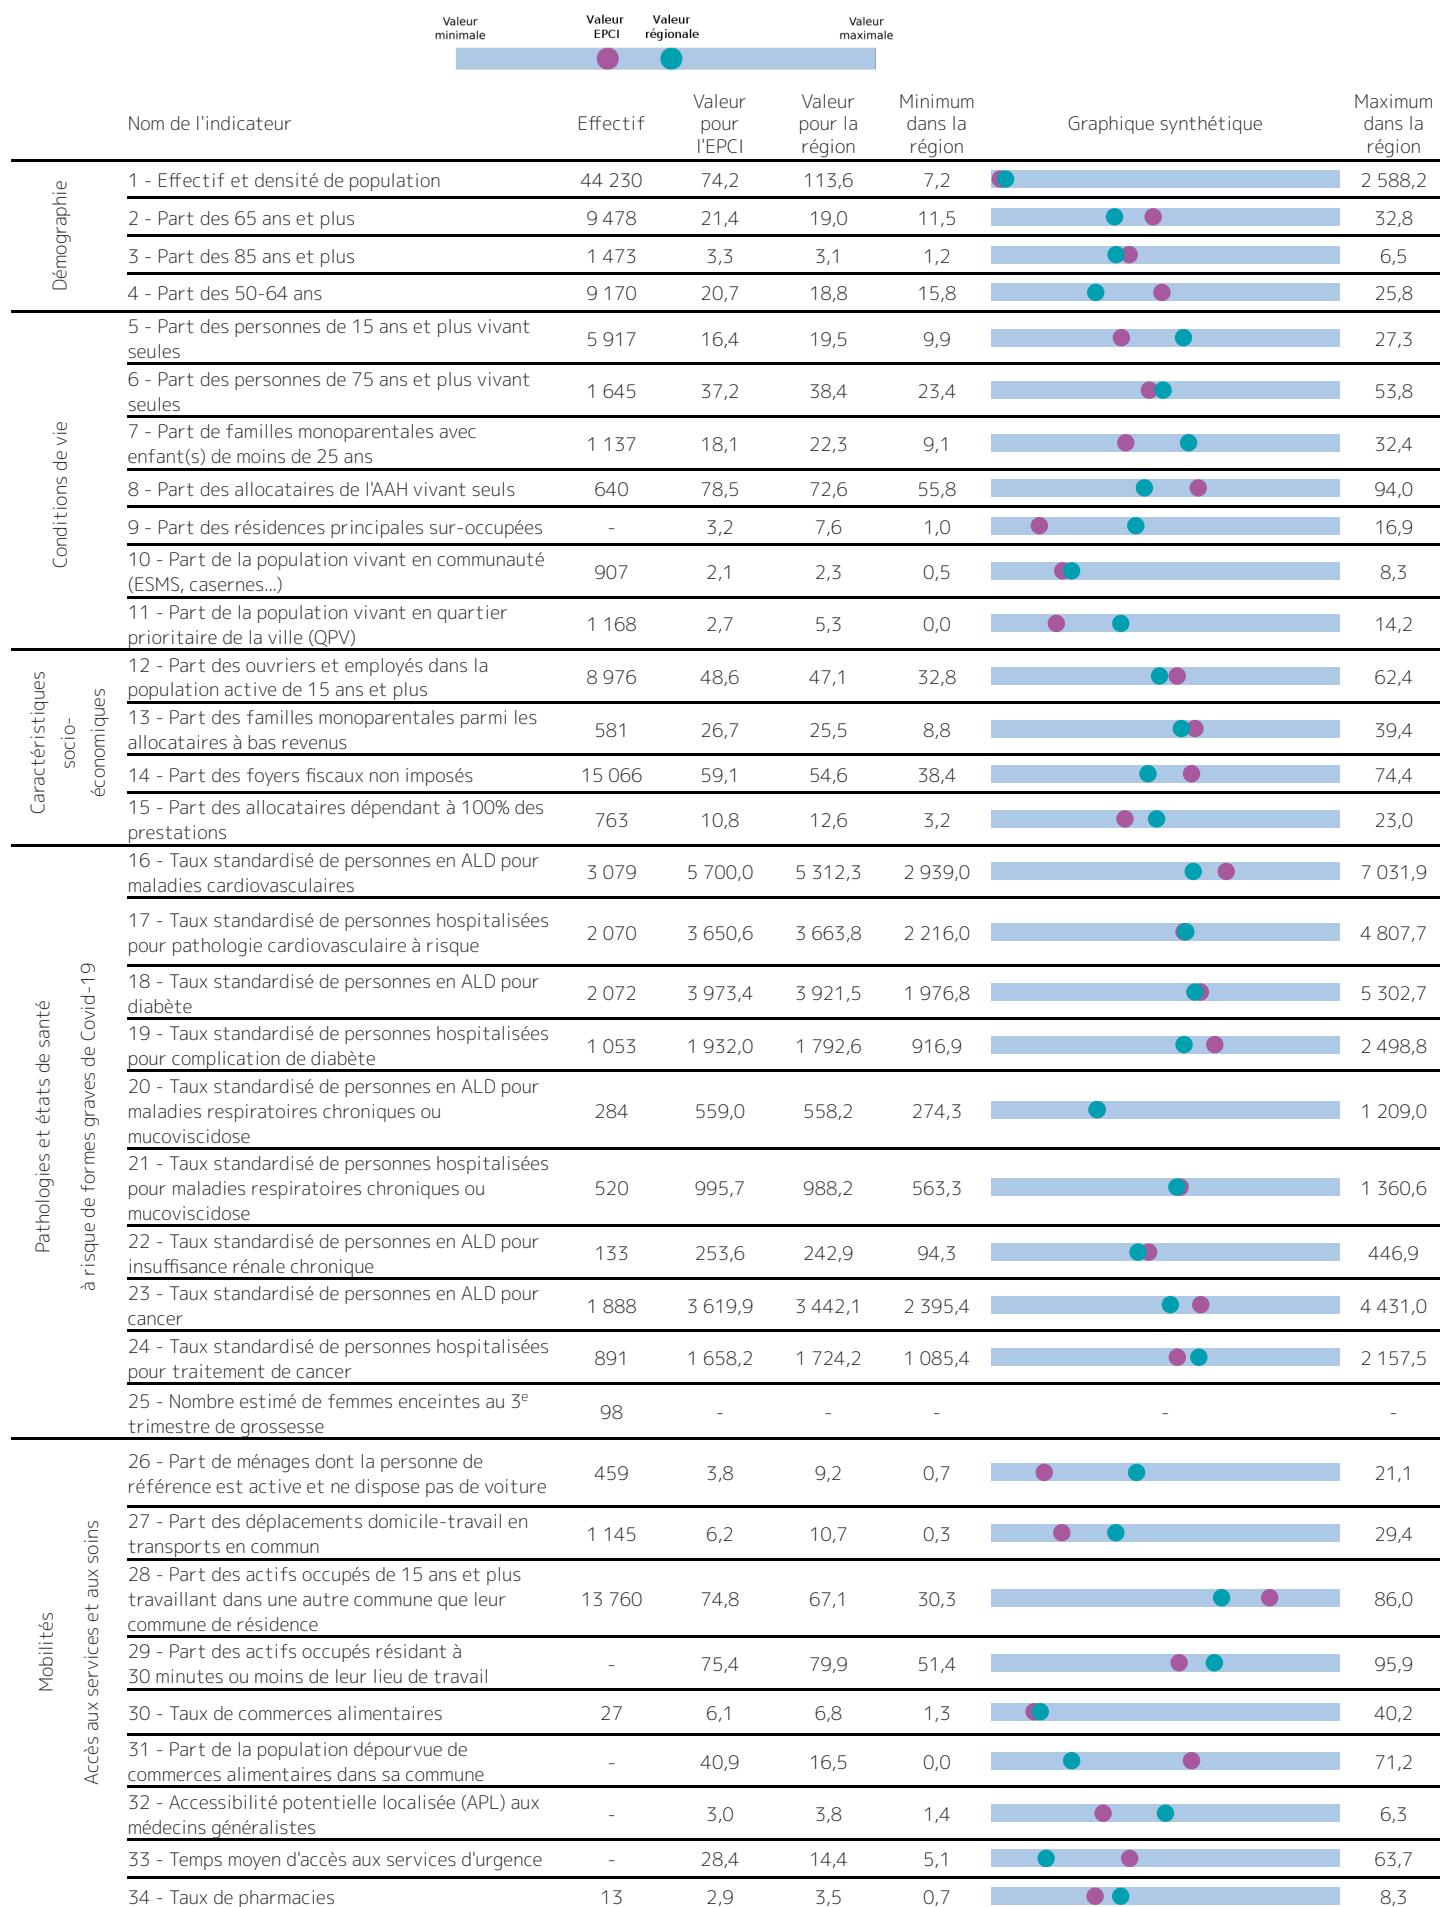 Valeur minimale
Valeur EPCI
Valeur régionale
Valeur maximale
Nom de l'indicateur Effectif Valeur pour l'EPCI Valeur pour la région Minimum dans la région Graphique synthétique Maximum dans la région
Démographie
1 - Effectif et densité de population 44 230 74,2 113,6 7,2 2 588,2
2 - Part des 65 ans et plus 9 478 21,4 19,0 11,5 32,8
3 - Part des 85 ans et plus 1 473 3,3 3,1 1,2 6,5
4 - Part des 50-64 ans 9 170 20,7 18,8 15,8 25,8
Conditions de vie
5 - Part des personnes de 15 ans et plus vivant
seules 5 917 16,4 19,5 9,9 27,3
6 - Part des personnes de 75 ans et plus vivant
seules 1 645 37,2 38,4 23,4 53,8
7 - Part de familles monoparentales avec
enfant(s) de moins de 25 ans 1 137 18,1 22,3 9,1 32,4
8 - Part des allocataires de l'AAH vivant seuls 640 78,5 72,6 55,8 94,0
9 - Part des résidences principales sur-occupées - 3,2 7,6 1,0 16,9
10 - Part de la population vivant en communauté
(ESMS, casernes...) 907 2,1 2,3 0,5 8,3
11 - Part de la population vivant en quartier
prioritaire de la ville (QPV) 1 168 2,7 5,3 0,0 14,2
Caractéristiques
socio-
économiques
12 - Part des ouvriers et employés dans la
population active de 15 ans et plus 8 976 48,6 47,1 32,8 62,4
13 - Part des familles monoparentales parmi les
allocataires à bas revenus 581 26,7 25,5 8,8 39,4
14 - Part des foyers fiscaux non imposés 15 066 59,1 54,6 38,4 74,4
15 - Part des allocataires dépendant à 100% des
prestations 763 10,8 12,6 3,2 23,0
Pathologies et états de santé
à risque de formes graves de Covid-19
16 - Taux standardisé de personnes en ALD pour
maladies cardiovasculaires 3 079 5 700,0 5 312,3 2 939,0 7 031,9
17 - Taux standardisé de personnes hospitalisées
pour pathologie cardiovasculaire à risque 2 070 3 650,6 3 663,8 2 216,0 4 807,7
18 - Taux standardisé de personnes en ALD pour
diabète 2 072 3 973,4 3 921,5 1 976,8 5 302,7
19 - Taux standardisé de personnes hospitalisées
pour complication de diabète 1 053 1 932,0 1 792,6 916,9 2 498,8
20 - Taux standardisé de personnes en ALD pour
maladies respiratoires chroniques ou
mucoviscidose 284 559,0 558,2 274,3 1 209,0
21 - Taux standardisé de personnes hospitalisées
pour maladies respiratoires chroniques ou
mucoviscidose 520 995,7 988,2 563,3 1 360,6
22 - Taux standardisé de personnes en ALD pour
insuffisance rénale chronique 133 253,6 242,9 94,3 446,9
23 - Taux standardisé de personnes en ALD pour
cancer 1 888 3 619,9 3 442,1 2 395,4 4 431,0
24 - Taux standardisé de personnes hospitalisées
pour traitement de cancer 891 1 658,2 1 724,2 1 085,4 2 157,5
25 - Nombre estimé de femmes enceintes au 3e
trimestre de grossesse 98 - - - - -
Mobilités
Accès aux services et aux soins
26 - Part de ménages dont la personne de
référence est active et ne dispose pas de voiture 459 3,8 9,2 0,7 21,1
27 - Part des déplacements domicile-travail en
transports en commun 1 145 6,2 10,7 0,3 29,4
28 - Part des actifs occupés de 15 ans et plus
travaillant dans une autre commune que leur
commune de résidence 13 760 74,8 67,1 30,3 86,0
29 - Part des actifs occupés résidant à
30 minutes ou moins de leur lieu de travail - 75,4 79,9 51,4 95,9
30 - Taux de commerces alimentaires 27 6,1 6,8 1,3 40,2
31 - Part de la population dépourvue de
commerces alimentaires dans sa commune - 40,9 16,5 0,0 71,2
32 - Accessibilité potentielle localisée (APL) aux
médecins généralistes - 3,0 3,8 1,4 6,3
33 - Temps moyen d'accès aux services d'urgence - 28,4 14,4 5,1 63,7
34 - Taux de pharmacies 13 2,9 3,5 0,7 8,3